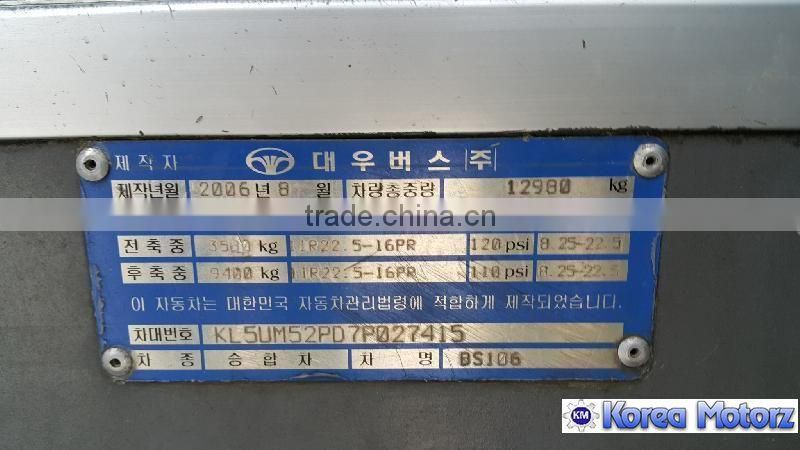 제작자 대우버스(주)
제작년월 2006년 8 월 차량총중량 12980 kg
trade.china.cn
전축중 3580 kg 11R22.5-16PR 120 psi 8.25-22.5
후축중 9400 kg 11R22.5-16PR 110 psi 8.25-22.5
이 자동차는 대한민국 자동차관리법령에 적합하게 제작되었습니다.
차대번호 KL5UM52PD7P027415
차 종 승 합 차 차 명 BS106
KM Korea Motorz